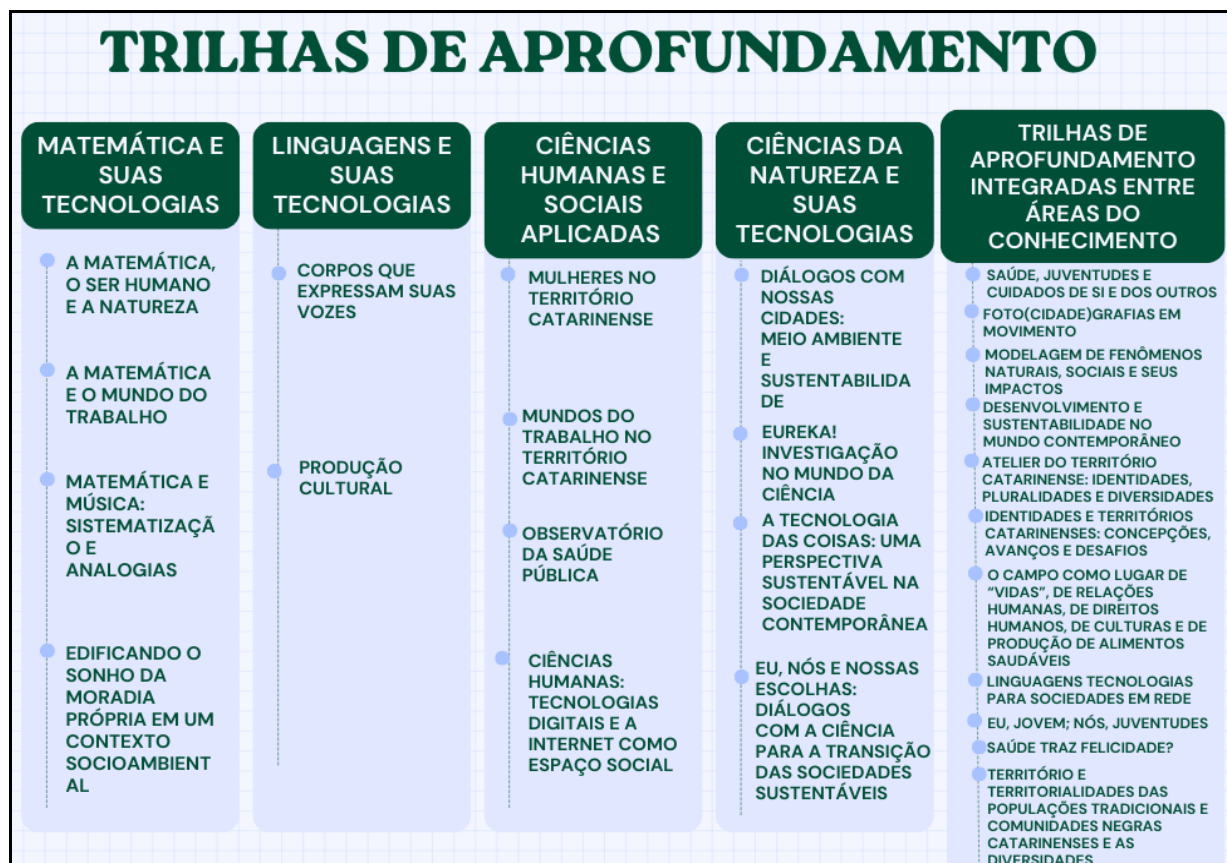 TRILHAS DE APROFUNDAMENTO
MATEMÁTICA E
SUAS
TECNOLOGIAS
A MATEMÁTICA,
O SER HUMANO
E A NATUREZA
A MATEMÁTICA
E O MUNDO DO
TRABALHO
MATEMÁTICA E
MÚSICA:
SISTEMATIZAÇÃ
O E
ANALOGIAS
EDIFICANDO O
SONHO DA
MORADIA
PRÓPRIA EM UM
CONTEXTO
SOCIOAMBIENT
AL
LINGUAGENS E
SUAS
TECNOLOGIAS
CORPOS QUE
EXPRESSAM SUAS
VOZES
PRODUÇÃO
CULTURAL
CIÊNCIAS
HUMANAS E
SOCIAIS
APLICADAS
MULHERES NO
TERRITÓRIO
CATARINENSE
MUNDOS DO
TRABALHO NO
TERRITÓRIO
CATARINENSE
OBSERVATÓRIO
DA SAÚDE
PÚBLICA
CIÊNCIAS
HUMANAS:
TECNOLOGIAS
DIGITAIS E A
INTERNET COMO
ESPAÇO SOCIAL
CIÊNCIAS DA
NATUREZA E
SUAS
TECNOLOGIAS
DIÁLOGOS COM
NOSSAS
CIDADES:
MEIO AMBIENTE
E
SUSTENTABILIDA
DE
EUREKA!
INVESTIGAÇÃO
NO MUNDO DA
CIÊNCIA
A TECNOLOGIA
DAS COISAS: UMA
PERSPECTIVA
SUSTENTÁVEL NA
SOCIEDADE
CONTEMPORÂNEA
EU, NÓS E NOSSAS
ESCOLHAS:
DIÁLOGOS
COM A CIÊNCIA
PARA A TRANSIÇÃO
DAS SOCIEDADES
SUSTENTÁVEIS
TRILHAS DE
APROFUNDAMENTO
INTEGRADAS ENTRE
ÁREAS DO
CONHECIMENTO
SAÚDE, JUVENTUDES E
CUIDADOS DE SI E DOS OUTROS
FOTO(CIDADE)GRAFIAS EM
MOVIMENTO
MODELAGEM DE FENÔMENOS
NATURAIS, SOCIAIS E SEUS
IMPACTOS
DESENVOLVIMENTO E
SUSTENTABILIDADE NO
MUNDO CONTEMPORÂNEO
ATELIER DO TERRITÓRIO
CATARINENSE: IDENTIDADES,
PLURALIDADES E DIVERSIDADES
IDENTIDADES E TERRITÓRIOS
CATARINENSES: CONCEPÇÕES,
AVANÇOS E DESAFIOS
O CAMPO COMO LUGAR DE
“VIDAS”, DE RELAÇÕES
HUMANAS, DE DIREITOS
HUMANOS, DE CULTURAS E DE
PRODUÇÃO DE ALIMENTOS
SAUDÁVEIS
LINGUAGENS TECNOLOGIAS
PARA SOCIEDADES EM REDE
EU, JOVEM; NÓS, JUVENTUDES
SAÚDE TRAZ FELICIDADE?
TERRITÓRIO E
TERRITORIALIDADES DAS
POPULAÇÕES TRADICIONAIS E
COMUNIDADES NEGRAS
CATARINENSES E AS
DIVERSIDADES